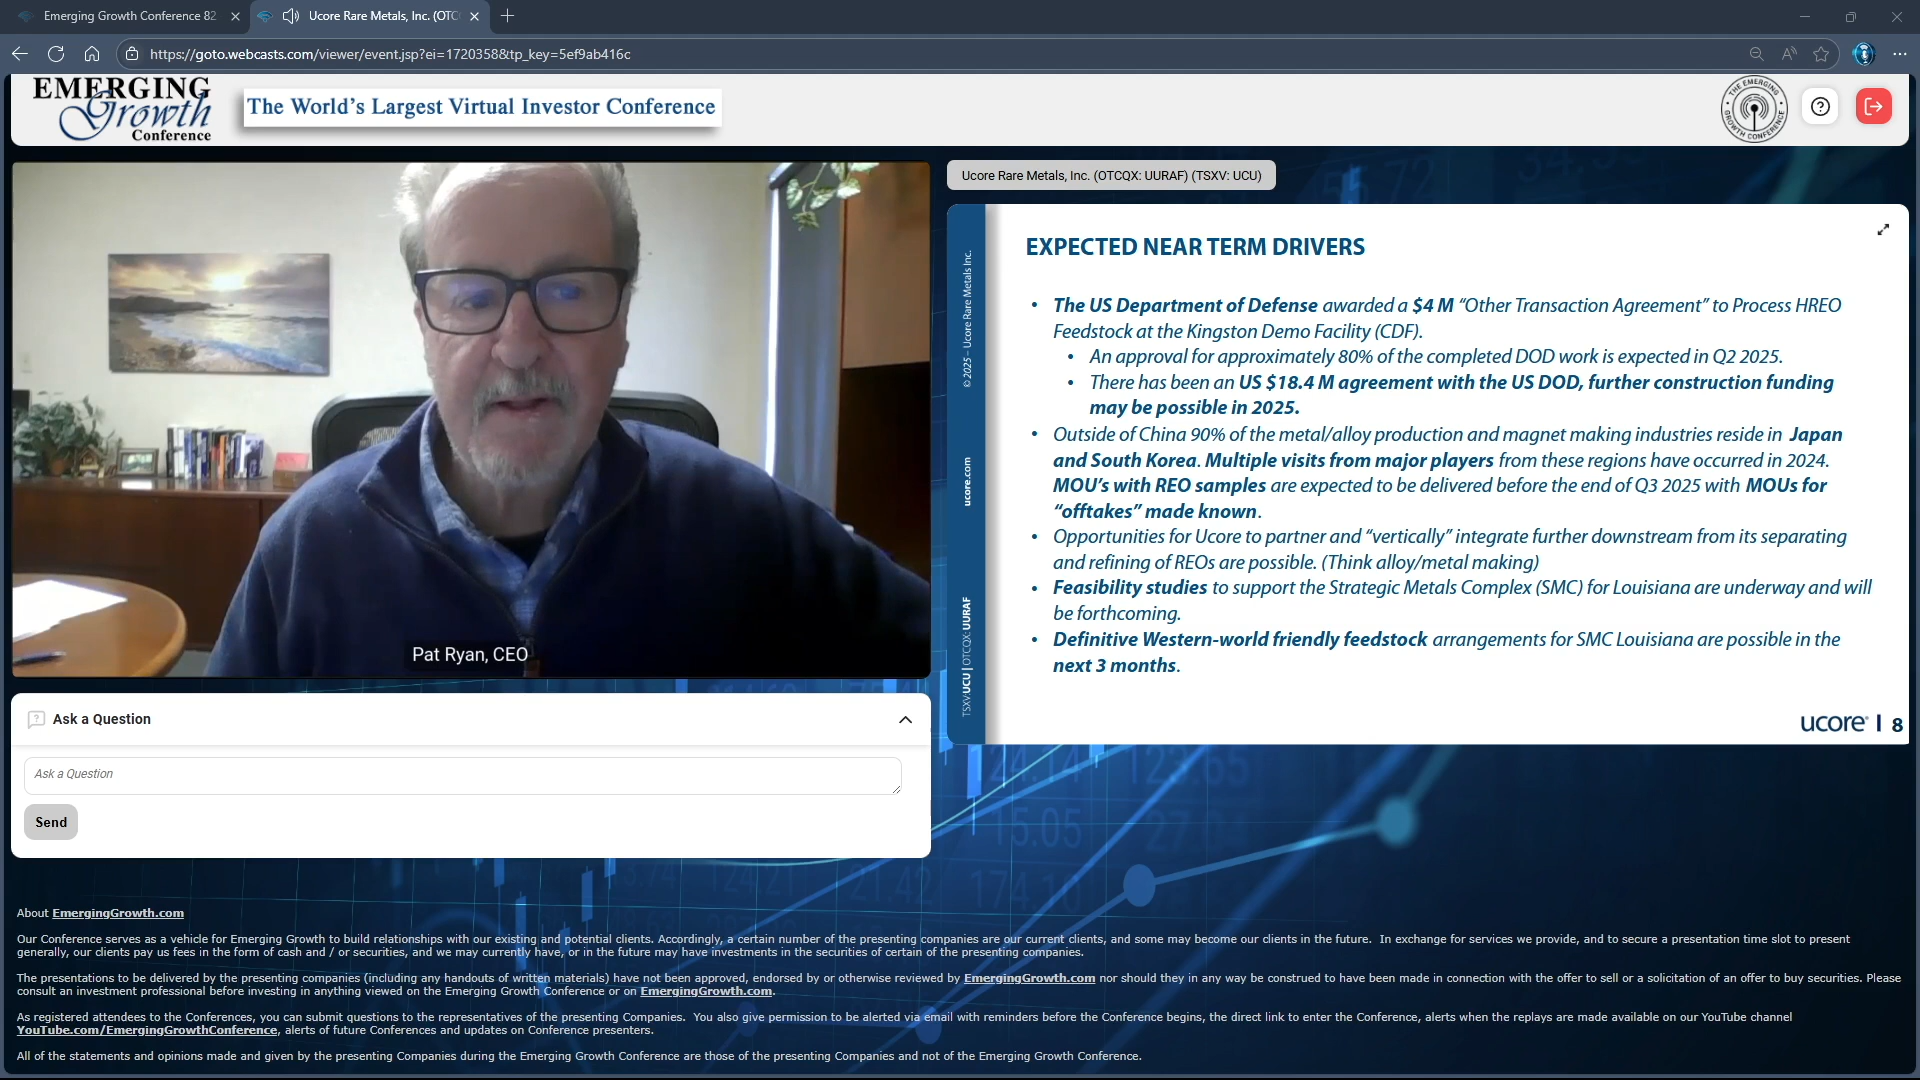 Emerging Growth Conference 82
Ucore Rare Metals, Inc. (OTC
https://goto.webcasts.com/viewer/event.jsp?ei=1720358&tp_key=5ef9ab416c
EMERGING
Growth
Conference
The World's Largest Virtual Investor Conference
THE EMERGING
GROWTH CONFERENCE
Pat Ryan, CEO
Ask a Question
Ask a Question
Send
Ucore Rare Metals, Inc. (OTCQX: UURAF) (TSXV: UCU)
© 2025 – Ucore Rare Metals Inc.
ucore.com
TSXV:UCU | OTCQX: UURAF
EXPECTED NEAR TERM DRIVERS
• The US Department of Defense awarded a $4 M “Other Transaction Agreement” to Process HREO
Feedstock at the Kingston Demo Facility (CDF).
• An approval for approximately 80% of the completed DOD work is expected in Q2 2025.
• There has been an US $18.4 M agreement with the US DOD, further construction funding
may be possible in 2025.
• Outside of China 90% of the metal/alloy production and magnet making industries reside in Japan
and South Korea. Multiple visits from major players from these regions have occurred in 2024.
MOU's with REO samples are expected to be delivered before the end of Q3 2025 with MOUs for
“offtakes” made known.
• Opportunities for Ucore to partner and “vertically” integrate further downstream from its separating
and refining of REOs are possible. (Think alloy/metal making)
• Feasibility studies to support the Strategic Metals Complex (SMC) for Louisiana are underway and will
be forthcoming.
• Definitive Western-world friendly feedstock arrangements for SMC Louisiana are possible in the
next 3 months.
ucore | 8
About EmergingGrowth.com
Our Conference serves as a vehicle for Emerging Growth to build relationships with our existing and potential clients. Accordingly, a certain number of the presenting companies are our current clients, and some may become our clients in the future. In exchange for services we provide, and to secure a presentation time slot to present
generally, our clients pay us fees in the form of cash and / or securities, and we may currently have, or in the future may have investments in the securities of certain of the presenting companies.
The presentations to be delivered by the presenting companies (including any handouts of written materials) have not been approved, endorsed by or otherwise reviewed by EmergingGrowth.com nor should they in any way be construed to have been made in connection with the offer to sell or a solicitation of an offer to buy securities. Please
consult an investment professional before investing in anything viewed on the Emerging Growth Conference or on EmergingGrowth.com.
As registered attendees to the Conferences, you can submit questions to the representatives of the presenting Companies. You also give permission to be alerted via email with reminders before the Conference begins, the direct link to enter the Conference, alerts when the replays are made available on our YouTube channel
YouTube.com/EmergingGrowthConference, alerts of future Conferences and updates on Conference presenters.
All of the statements and opinions made and given by the presenting Companies during the Emerging Growth Conference are those of the presenting Companies and not of the Emerging Growth Conference.